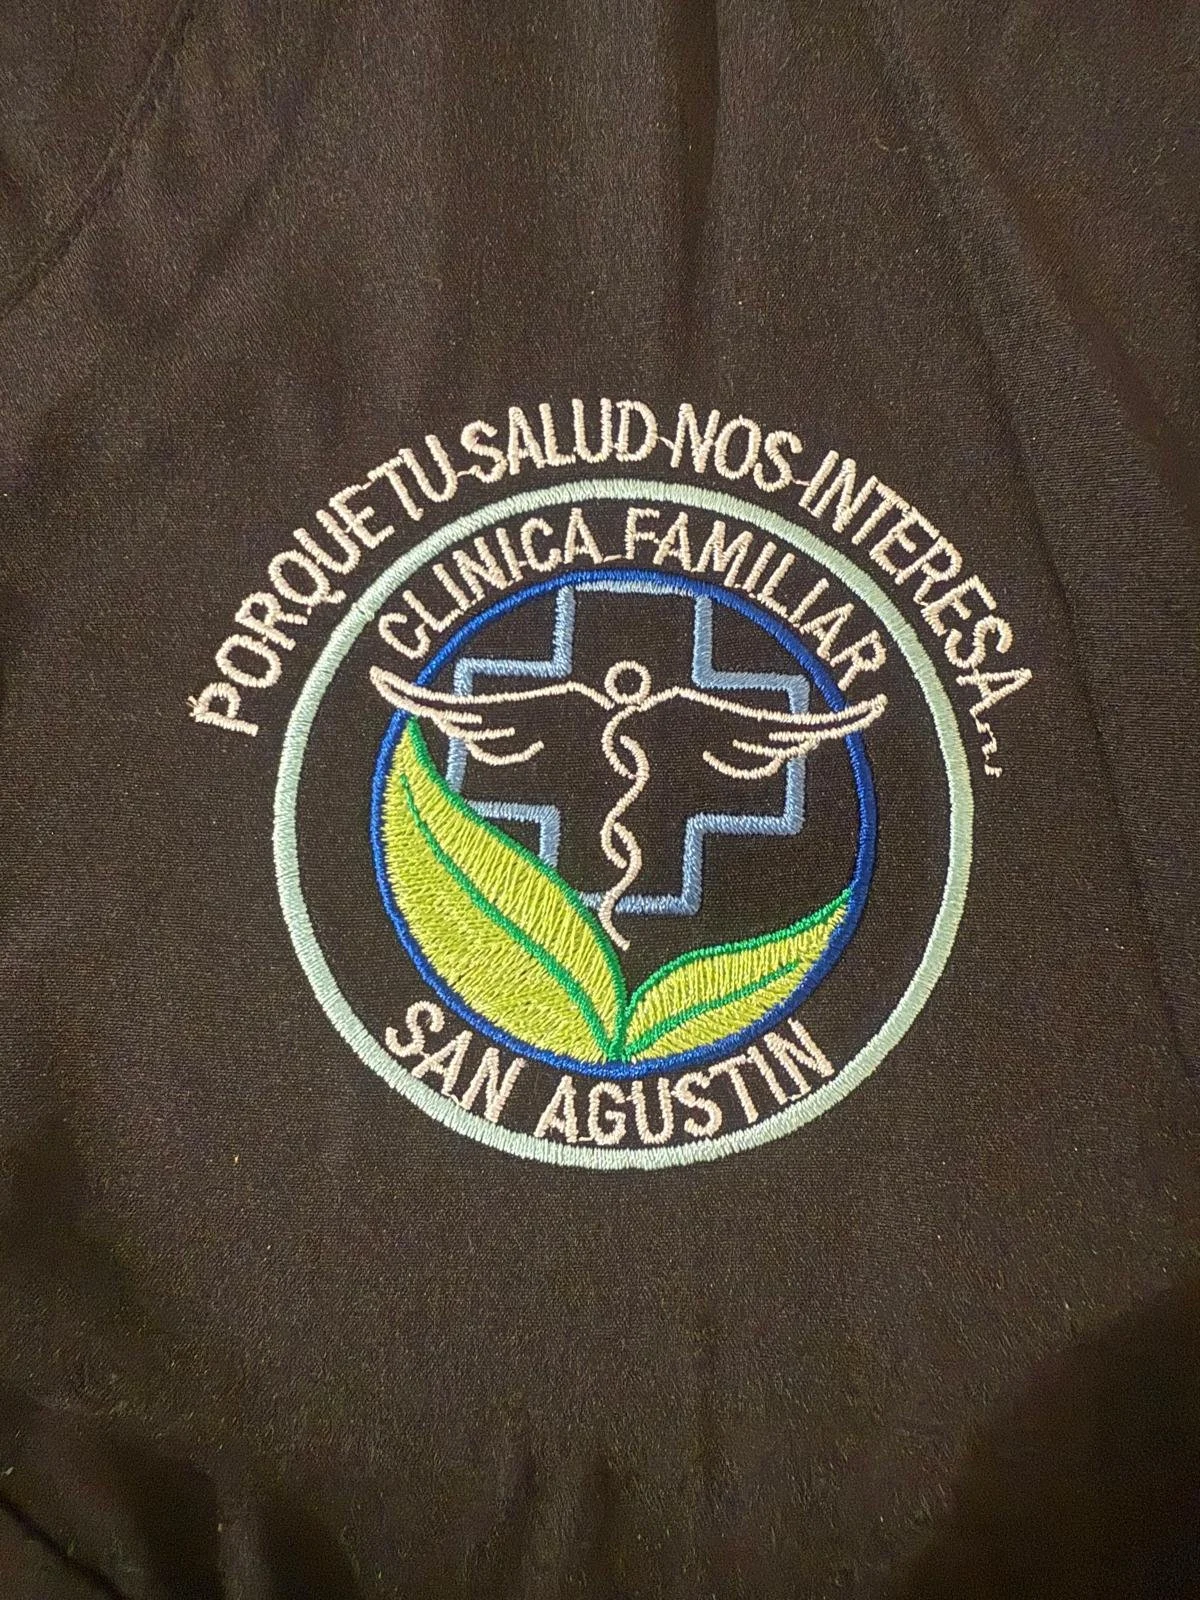 PORQUE TU SALUD NOS INTERESA...
CLINICA FAMILIAR
SAN AGUSTIN